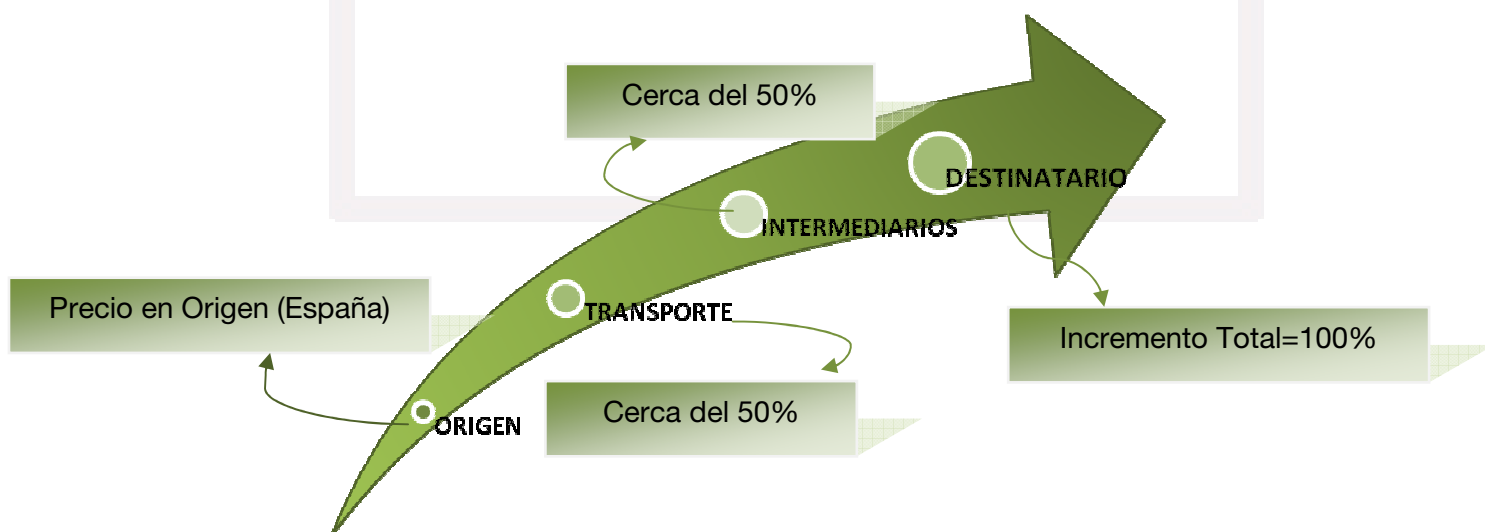 Cerca del 50%
DESTINATARIO
INTERMEDIARIOS
Precio en Origen (España)
TRANSPORTE
Incremento Total=100%
Cerca del 50%
ORIGEN